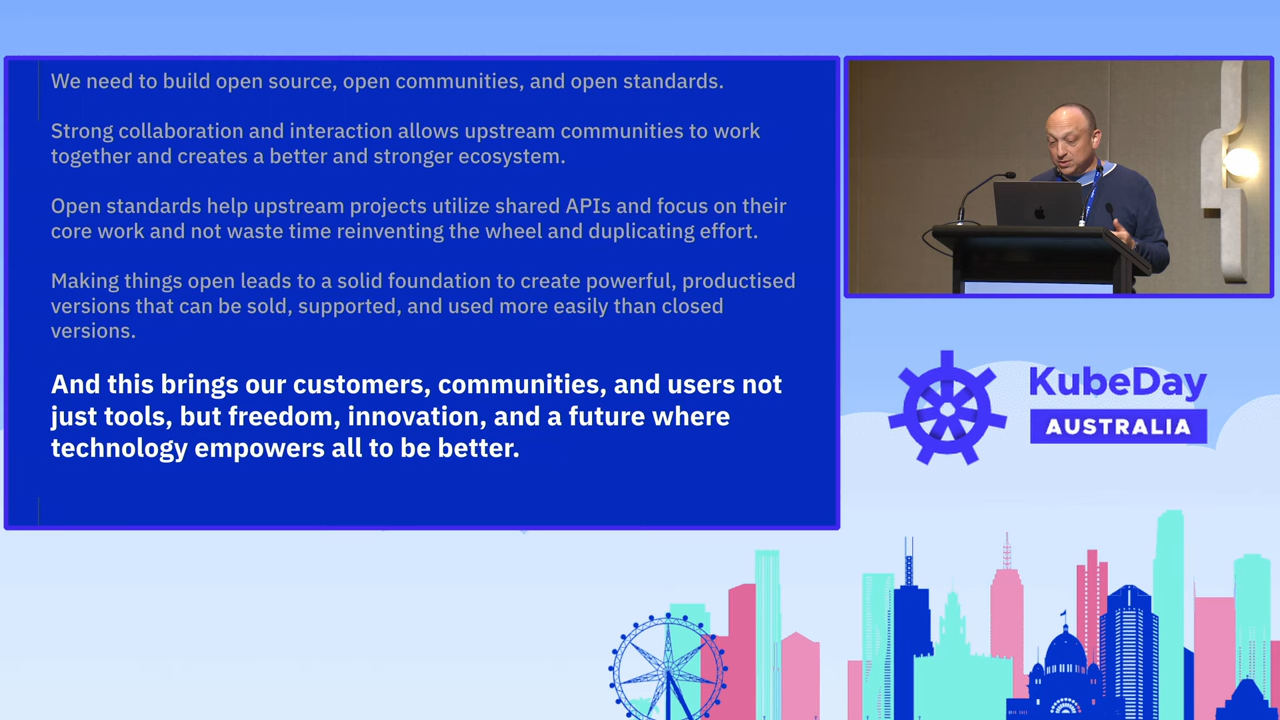 We need to build open source, open communities, and open standards.
Strong collaboration and interaction allows upstream communities to work
together and creates a better and stronger ecosystem.
Open standards help upstream projects utilize shared APIs and focus on their
core work and not waste time reinventing the wheel and duplicating effort.
Making things open leads to a solid foundation to create powerful, productised
versions that can be sold, supported, and used more easily than closed
versions.
And this brings our customers, communities, and users not
just tools, but freedom, innovation, and a future where
technology empowers all to be better.
KubeDay
AUSTRALIA